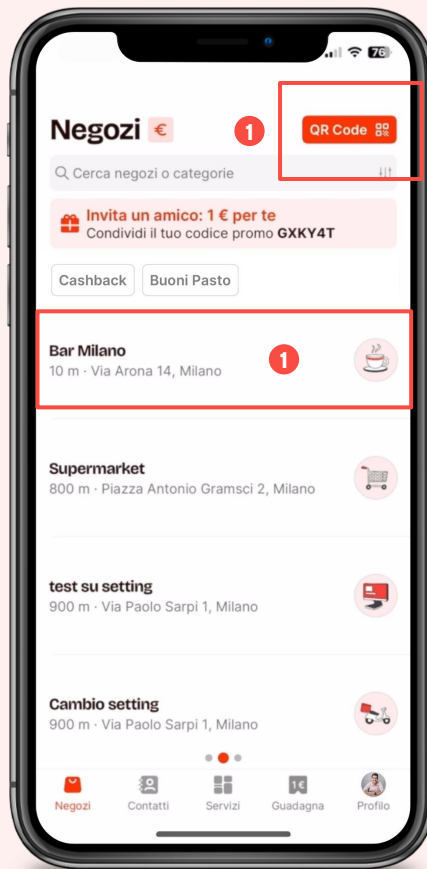 76
Negozi €
1
QR Code
Cerca negozi o categorie
Invita un amico: 1 € per te
Condividi il tuo codice promo GXKY4T
Cashback
Buoni Pasto
Bar Milano
10 m · Via Arona 14, Milano
1
Supermarket
800 m · Piazza Antonio Gramsci 2, Milano
test su setting
900 m · Via Paolo Sarpi 1, Milano
Cambio setting
900 m · Via Paolo Sarpi 1, Milano
1€
Negozi
Contatti
Servizi
Guadagna
Profilo